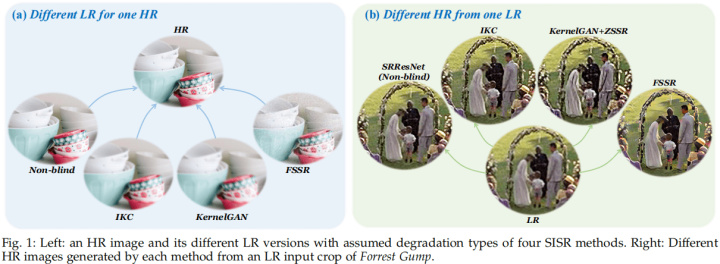 (a) Different LR for one HR
HR
Non-blind
IKC
KernelGAN
FSSR
(b) Different HR from one LR
IKC
KernelGAN+ZSSR
SRResNet
(Non-blind)
FSSR
LR
Fig. 1: Left: an HR image and its different LR versions with assumed degradation types of four SISR methods. Right: Different
HR images generated by each method from an LR input crop of Forrest Gump.